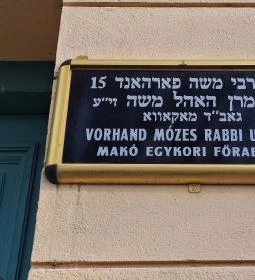 רבי משה פארהאנד 15
מרן האהל משה זי״ע
גאב״ד מאקאווא
VORHAND MÓZES RABBI U
MAKÓ EGYKORI FŐRAB